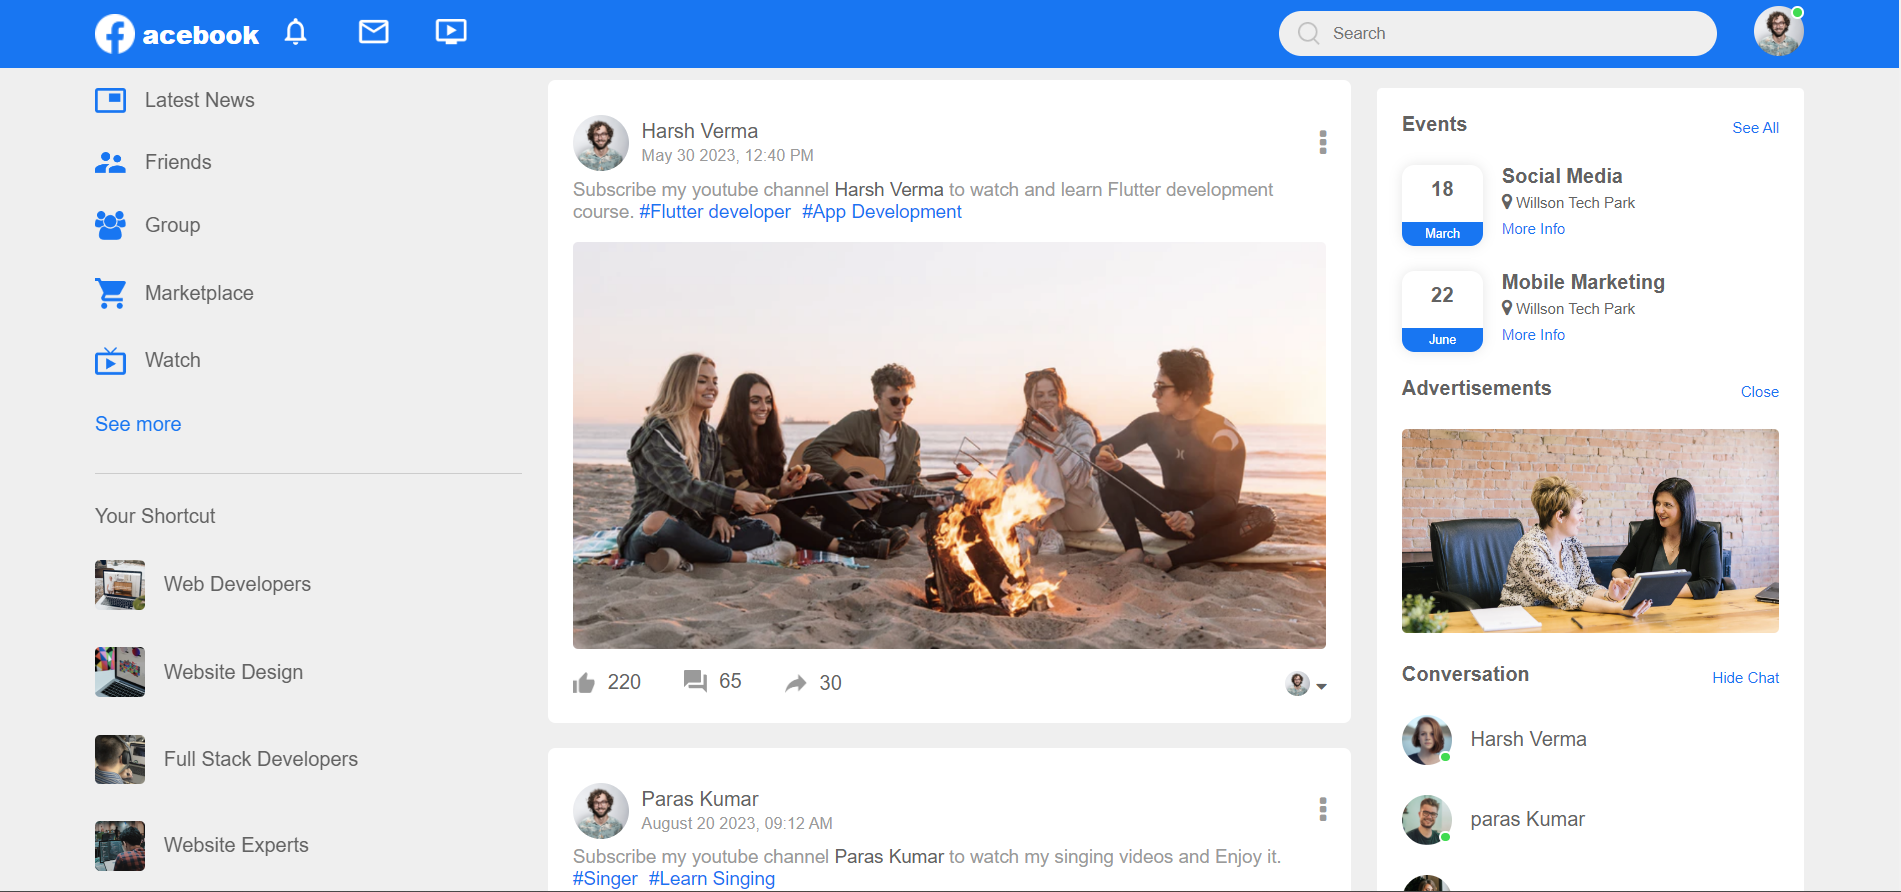 acebook
Search
Latest News
Friends
Group
Marketplace
Watch
See more
Your Shortcut
Web Developers
Website Design
Full Stack Developers
Website Experts
Harsh Verma
May 30 2023, 12:40 PM
Subscribe my youtube channel Harsh Verma to watch and learn Flutter development
course. #Flutter developer #App Development
220
65
30
Paras Kumar
August 20 2023, 09:12 AM
Subscribe my youtube channel Paras Kumar to watch my singing videos and Enjoy it.
#Singer #Learn Singing
Events
See All
18
March
Social Media
Willson Tech Park
More Info
22
June
Mobile Marketing
Willson Tech Park
More Info
Advertisements
Close
Conversation
Hide Chat
Harsh Verma
paras Kumar